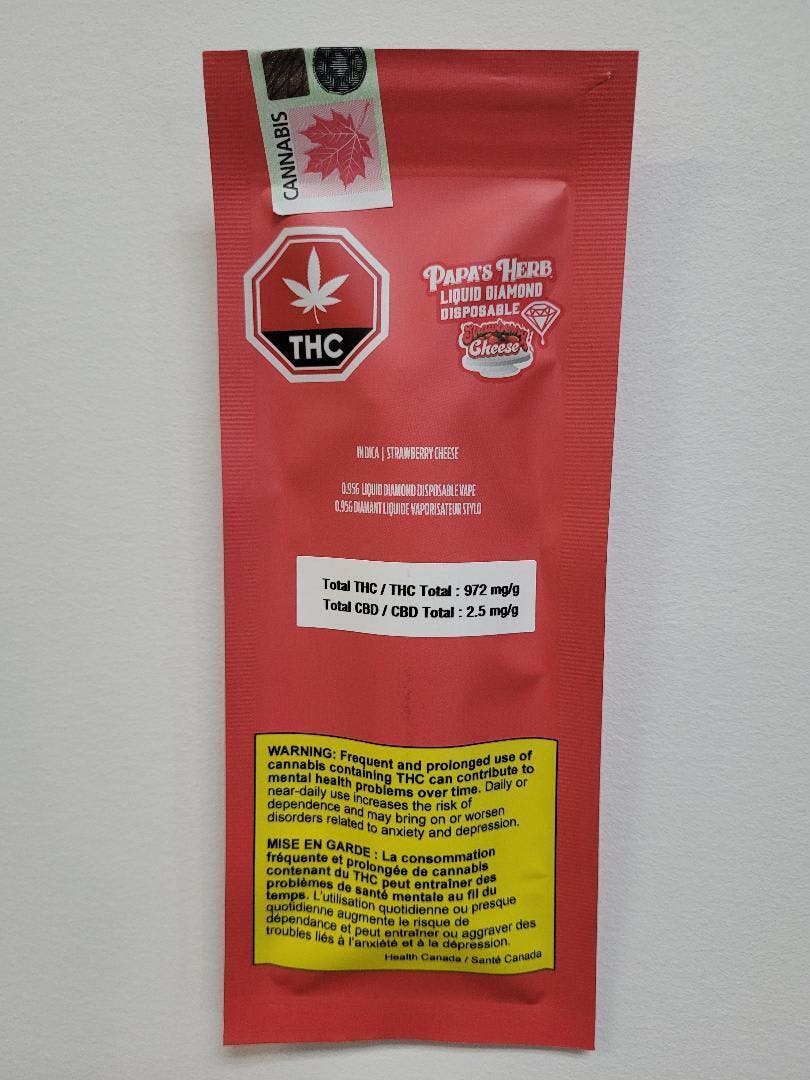 CANNABIS
THC
PAPA'S HERB
LIQUID DIAMOND
DISPOSABLE
Strawberry
Cheese
INDICA | STRAWBERRY CHEESE
0.95G LIQUID DIAMOND DISPOSABLE VAPE
0.95G DIAMANT LIQUIDE VAPORISATEUR STYLO
Total THC / THC Total : 972 mg/g
Total CBD / CBD Total : 2.5 mg/g
WARNING: Frequent and prolonged use of
cannabis containing THC can contribute to
mental health problems over time. Daily or
near-daily use increases the risk of
dependence and may bring on or worsen
disorders related to anxiety and depression.
MISE EN GARDE : La consommation
fréquente et prolongée de cannabis
contenant du THC peut entraîner des
problèmes de santé mentale au fil du
temps. L'utilisation quotidienne ou presque
quotidienne augmente le risque de
dépendance et peut entraîner ou aggraver des
troubles liés à l'anxiété et à la dépression.
Health Canada / Santé Canada